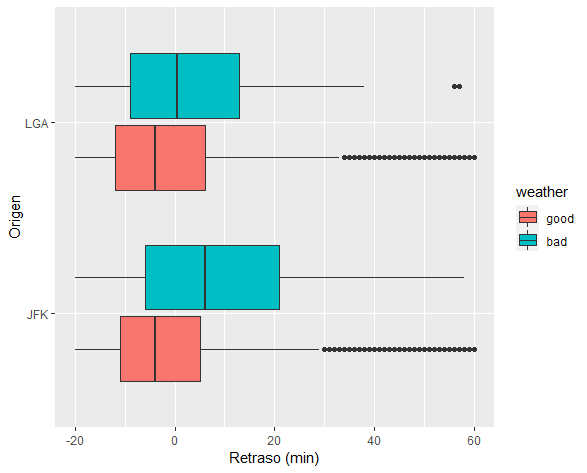 LGA
JFK
Origen
-20 0 20 40 60
Retraso (min)
weather
good
bad